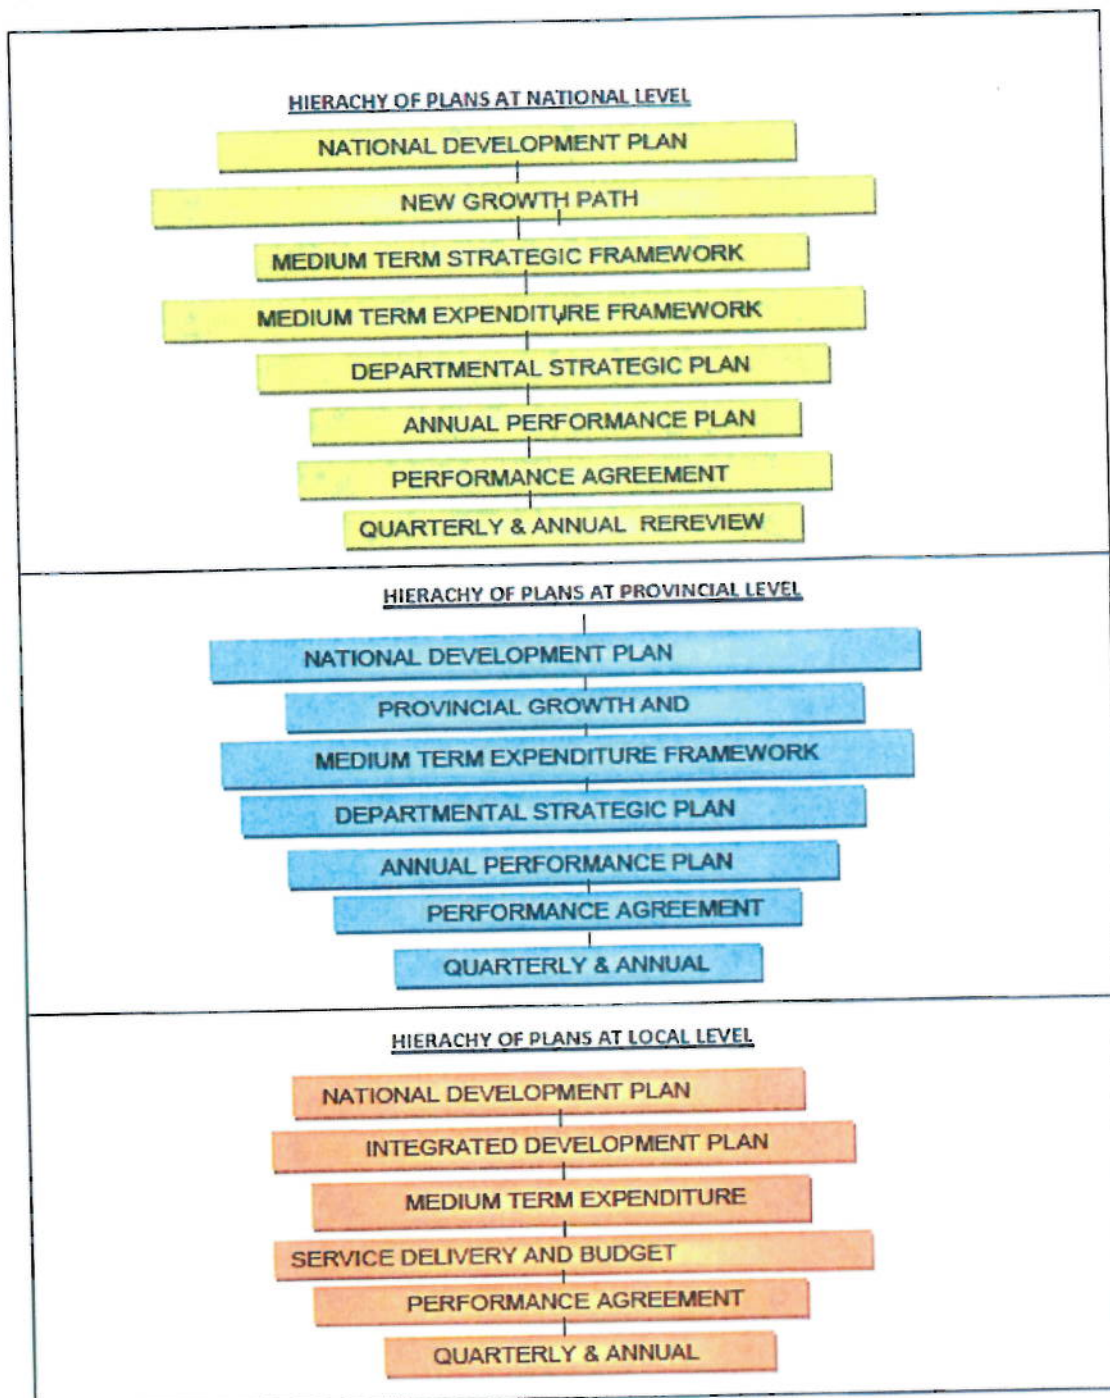 HIERACHY OF PLANS AT NATIONAL LEVEL
NATIONAL DEVELOPMENT PLAN
NEW GROWTH PATH
MEDIUM TERM STRATEGIC FRAMEWORK
MEDIUM TERM EXPENDITURE FRAMEWORK
DEPARTMENTAL STRATEGIC PLAN
ANNUAL PERFORMANCE PLAN
PERFORMANCE AGREEMENT
QUARTERLY & ANNUAL REREVIEW
HIERACHY OF PLANS AT PROVINCIAL LEVEL
NATIONAL DEVELOPMENT PLAN
PROVINCIAL GROWTH AND
MEDIUM TERM EXPENDITURE FRAMEWORK
DEPARTMENTAL STRATEGIC PLAN
ANNUAL PERFORMANCE PLAN
PERFORMANCE AGREEMENT
QUARTERLY & ANNUAL
HIERACHY OF PLANS AT LOCAL LEVEL
NATIONAL DEVELOPMENT PLAN
INTEGRATED DEVELOPMENT PLAN
MEDIUM TERM EXPENDITURE
SERVICE DELIVERY AND BUDGET
PERFORMANCE AGREEMENT
QUARTERLY & ANNUAL